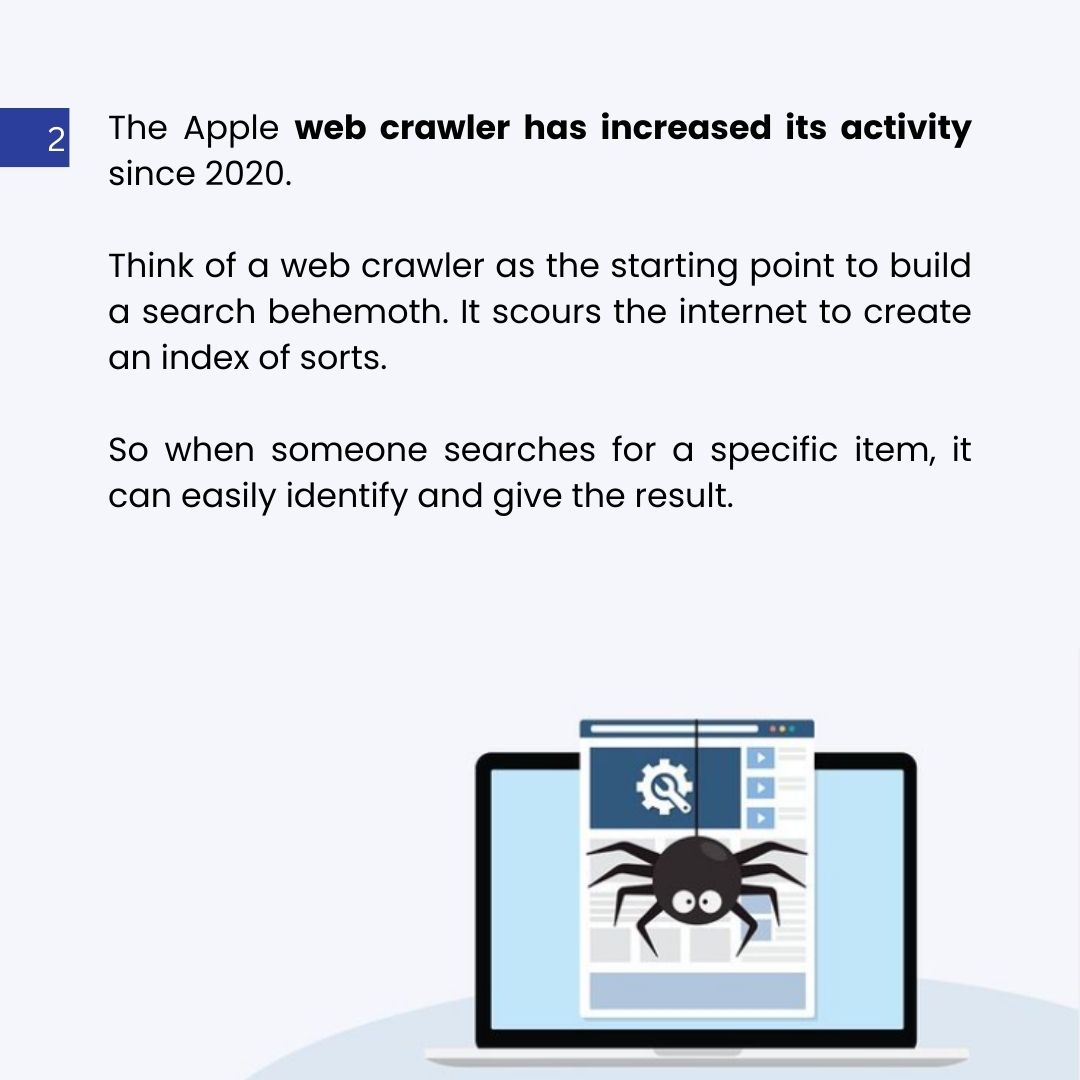 2
The Apple web crawler has increased its activity
since 2020.
Think of a web crawler as the starting point to build
a search behemoth. It scours the internet to create
an index of sorts.
So when someone searches for a specific item, it
can easily identify and give the result.